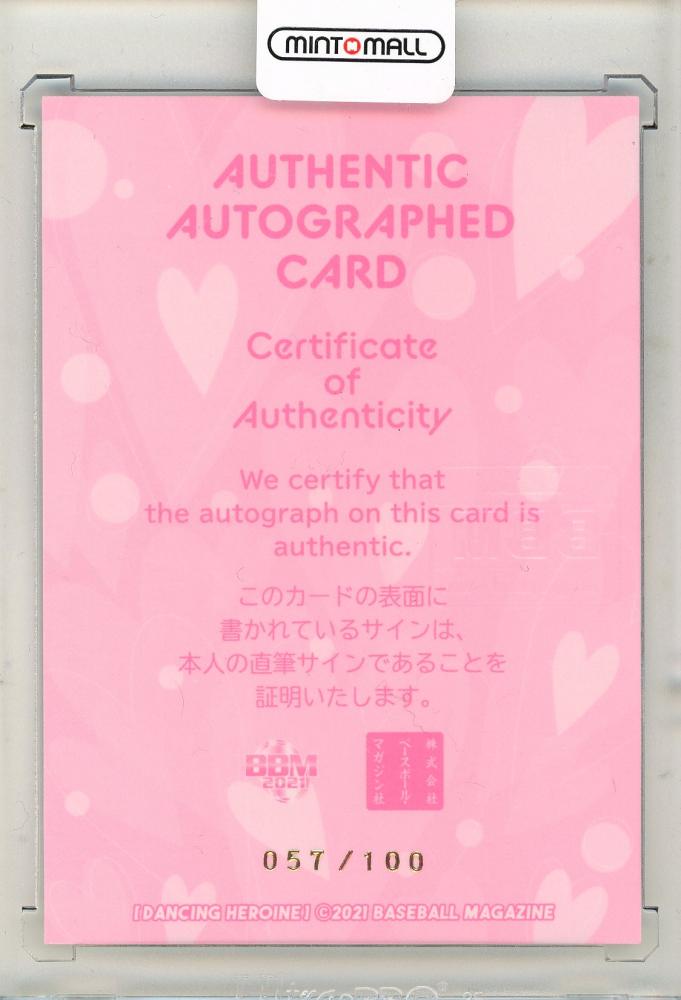 MINTMALL
AUTHENTIC
AUTOGRAPHED
CARD
Certificate
of
Authenticity
We certify that
the autograph on this card is
authentic.
このカードの表面に
書かれているサインは、
本人の直筆サインであることを
証明いたします。
BBM
2021
株式会社
ベースボール・
マガジン社
057/100
[DANCING HEROINE] ©2021 BASEBALL MAGAZINE